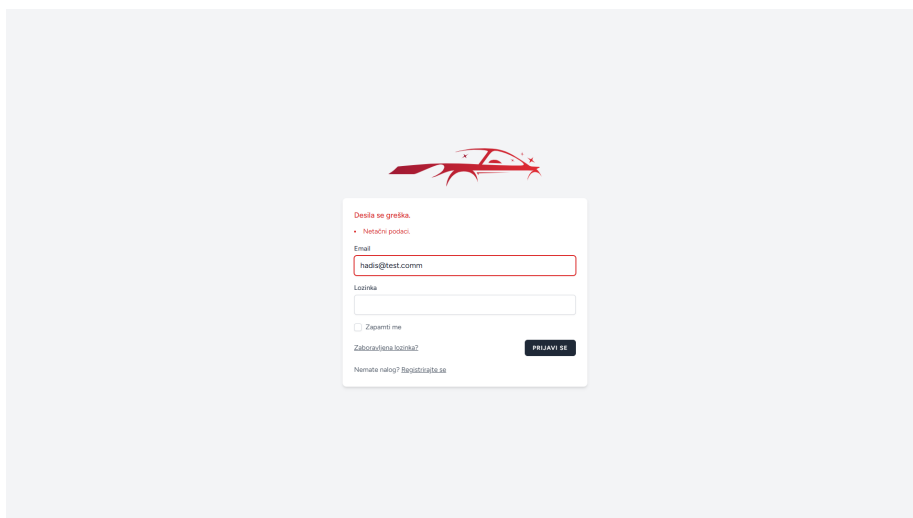 Desila se greška.
Netačni podaci.
Email
hadis@test.comm
Lozinka
Zapamti me
Zaboravljena lozinka?
PRIJAVI SE
Nemate nalog? Registrirajte se